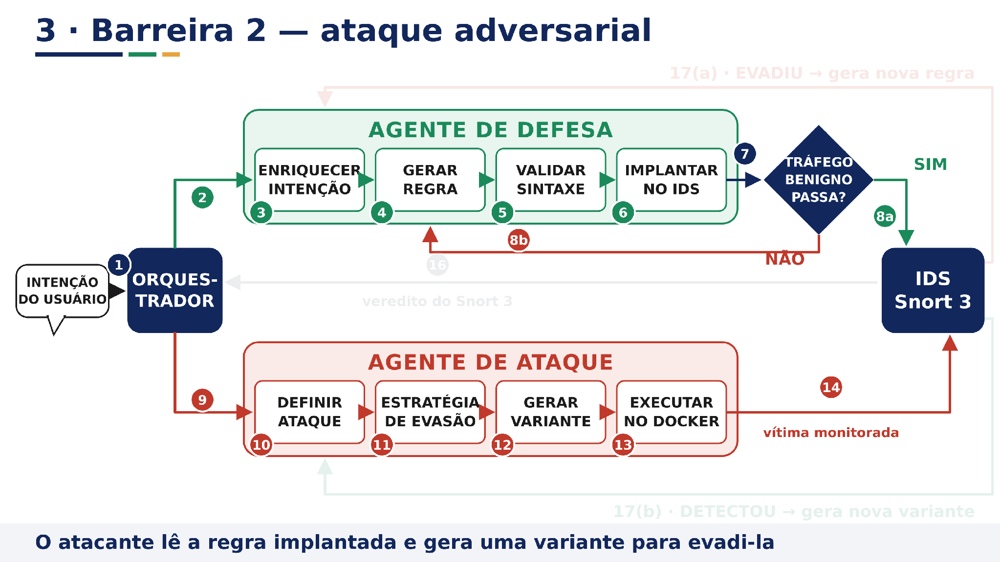 3 · Barreira 2 — ataque adversarial
17(a) · EVADIU → gera nova regra
AGENTE DE DEFESA
ENRIQUECER
INTENÇÃO
3
GERAR
REGRA
4
VALIDAR
SINTAXE
5
IMPLANTAR
NO IDS
6
7
TRÁFEGO
BENIGNO
PASSA?
SIM
8a
2
8b
NÃO
1
INTENÇÃO
DO USUÁRIO
ORQUES-
TRADOR
16
veredito do Snort 3
IDS
Snort 3
9
AGENTE DE ATAQUE
DEFINIR
ATAQUE
10
ESTRATÉGIA
DE EVASÃO
11
GERAR
VARIANTE
12
EXECUTAR
NO DOCKER
13
14
vítima monitorada
17(b) · DETECTOU → gera nova variante
O atacante lê a regra implantada e gera uma variante para evadi-la